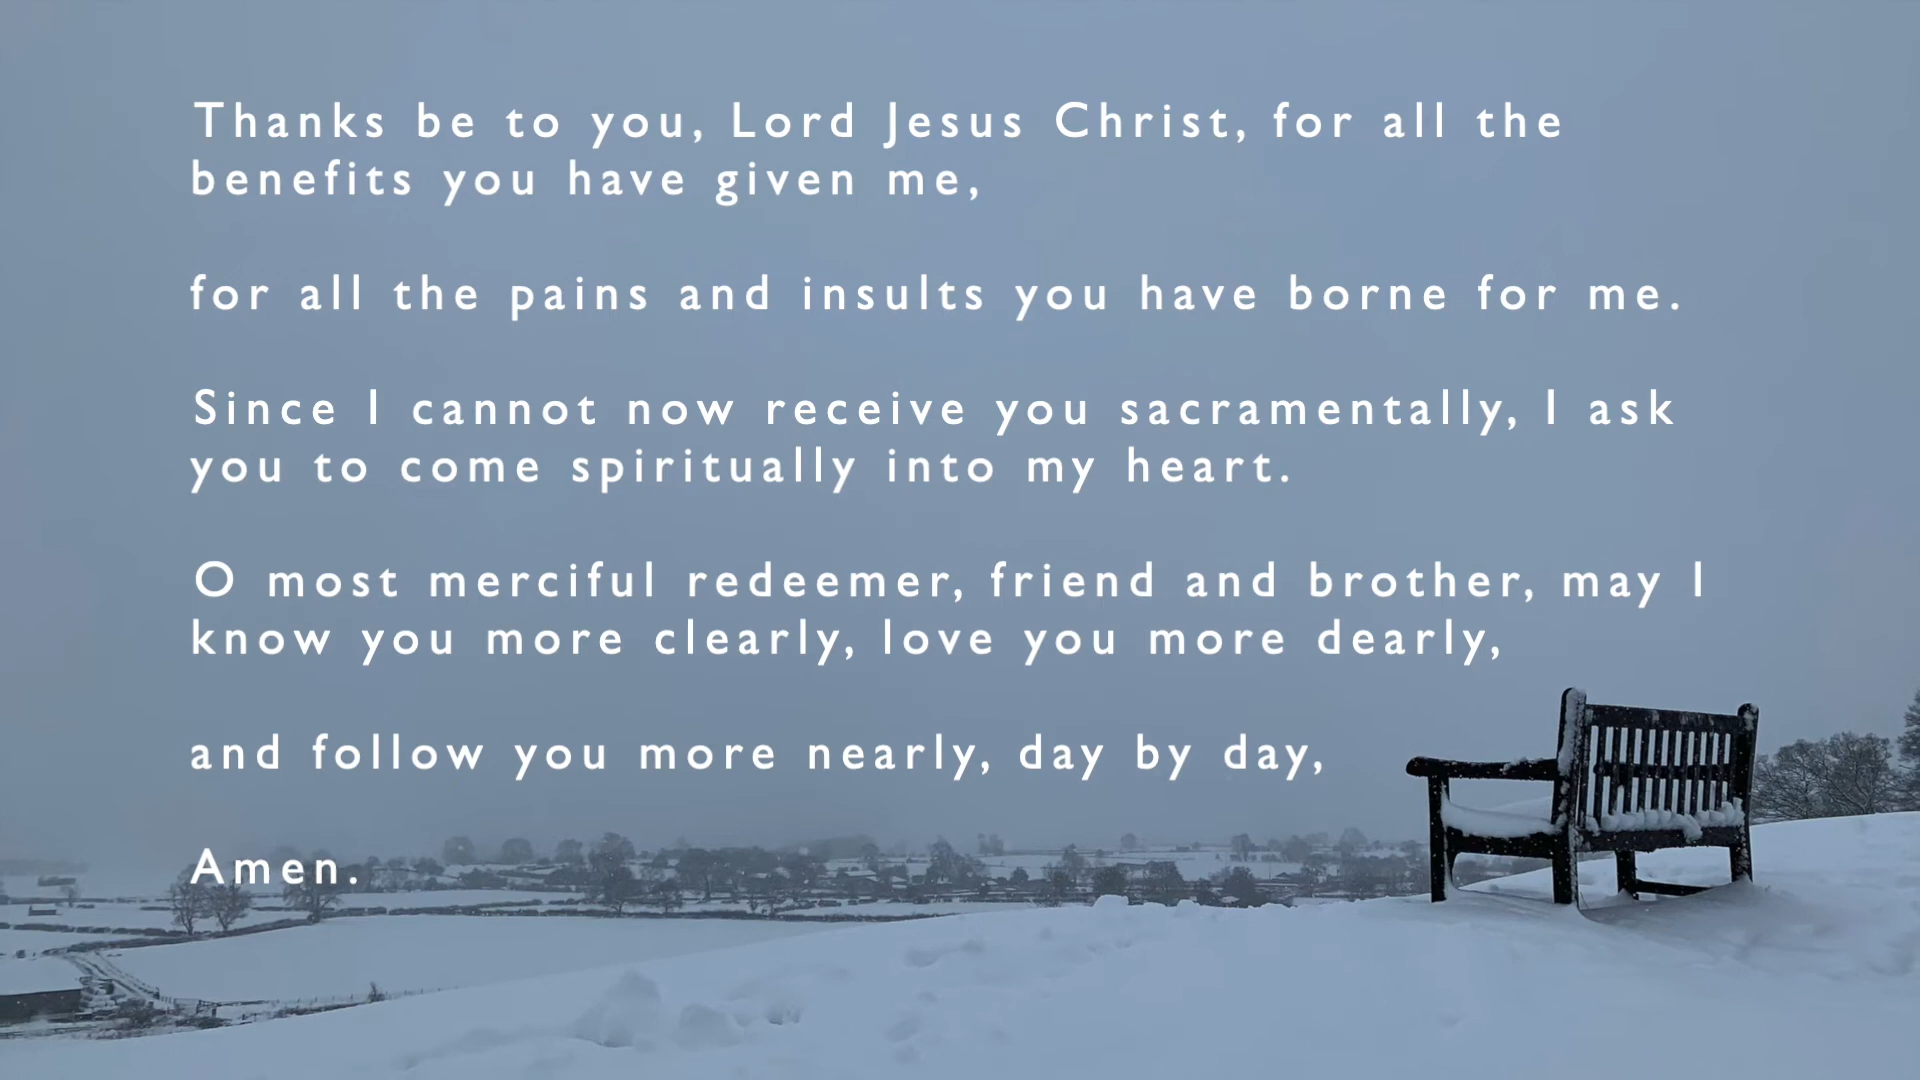 Thanks be to you, Lord Jesus Christ, for all the
benefits you have given me,
for all the pains and insults you have borne for me.
Since I cannot now receive you sacramentally, I ask
you to come spiritually into my heart.
O most merciful redeemer, friend and brother, may I
know you more clearly, love you more dearly,
and follow you more nearly, day by day,
Amen.